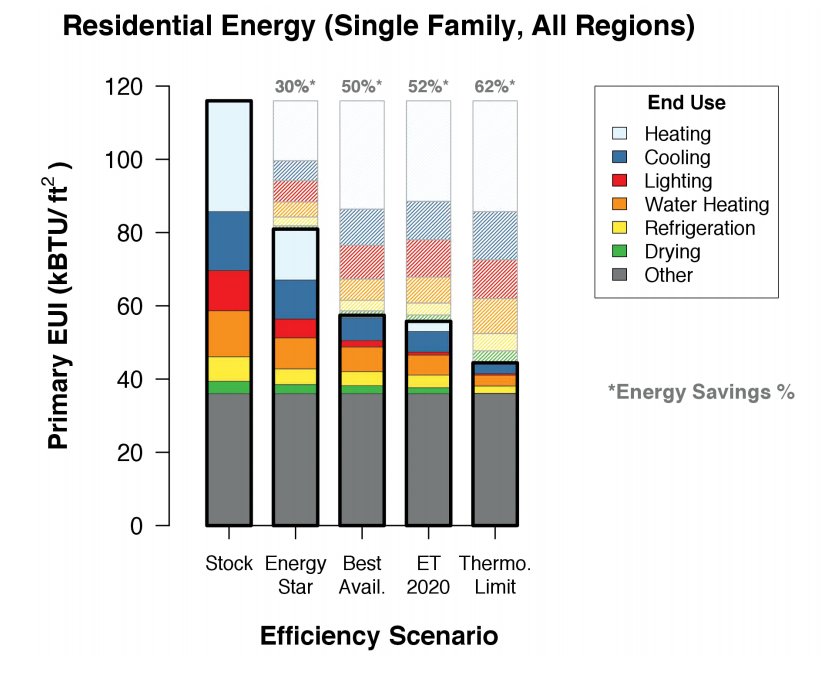 Residential Energy (Single Family, All Regions)
30%* 50%* 52%* 62%*
120
100
80
60
40
20
0
Primary EUI (kBTU/ ft² )
Stock Energy Star Best Avail. ET 2020 Thermo. Limit
Efficiency Scenario
End Use
Heating
Cooling
Lighting
Water Heating
Refrigeration
Drying
Other
*Energy Savings %